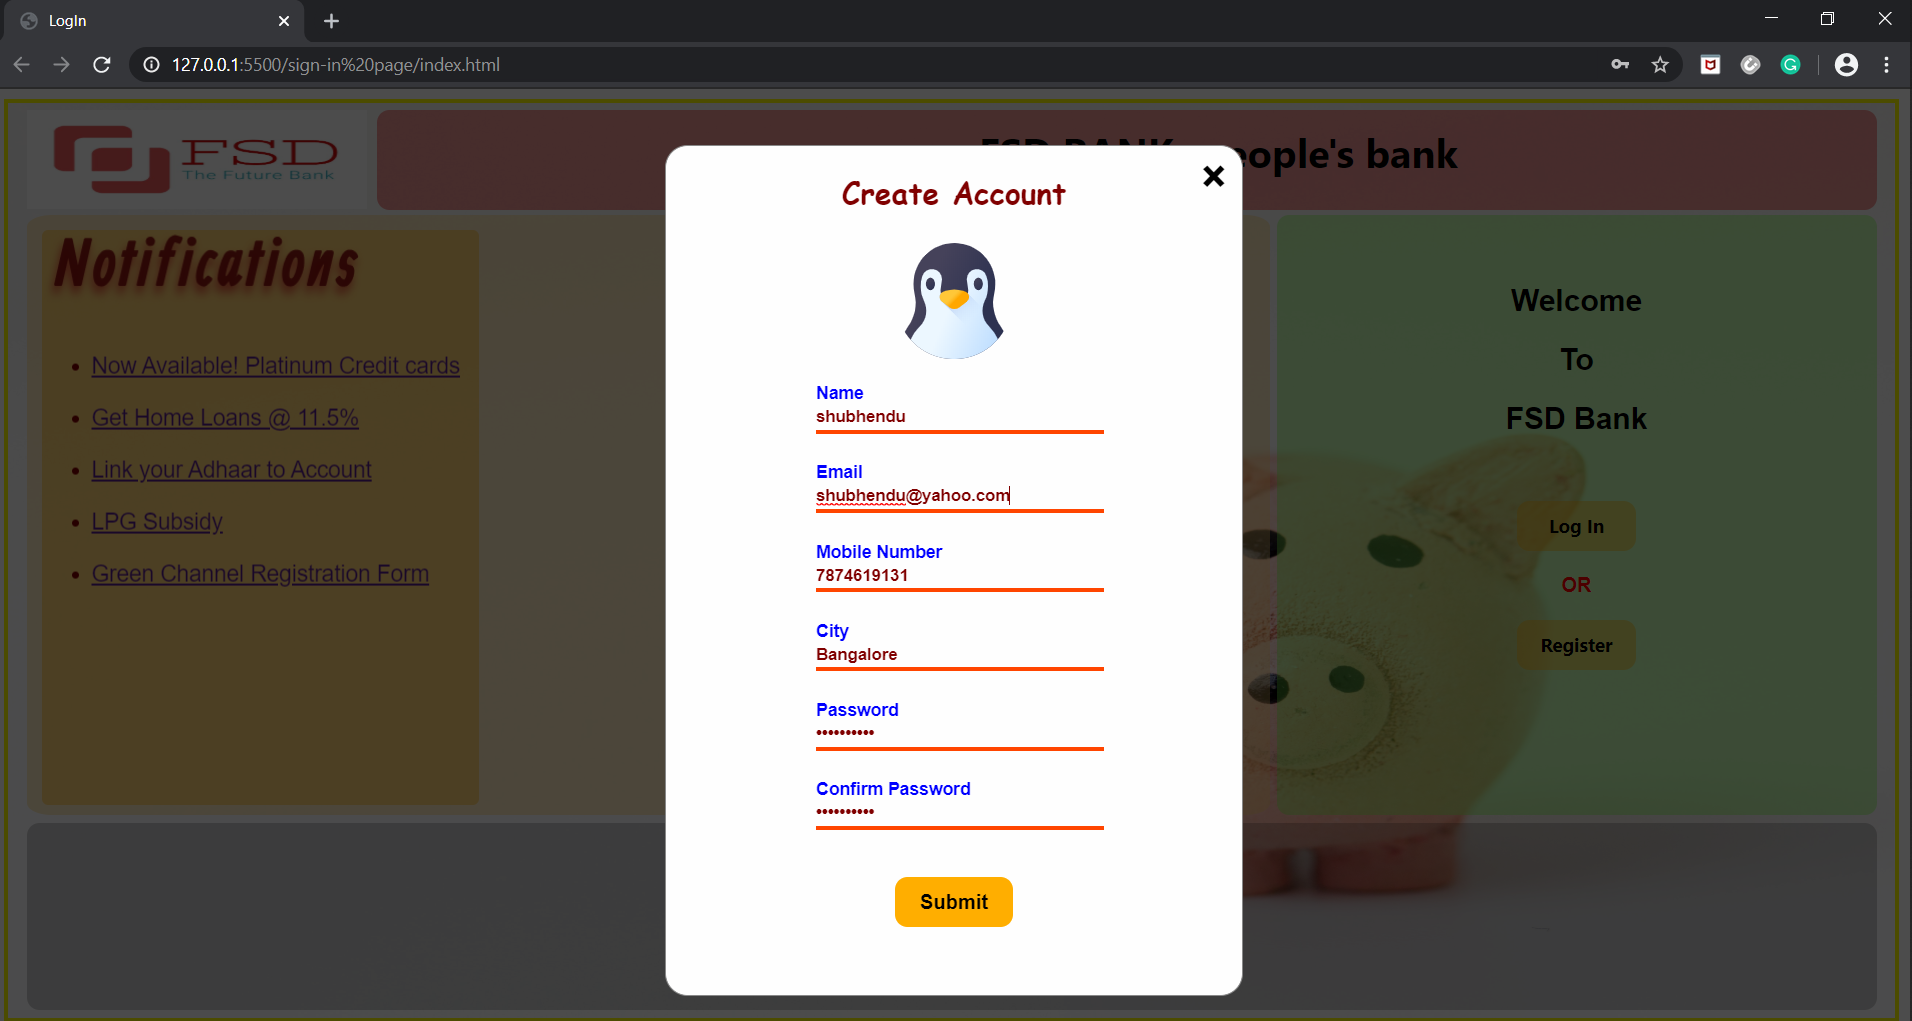 LogIn
127.0.0.1:5500/sign-in%20page/index.html
FSD
The Future Bank
eople's bank
Notifications
Now Available! Platinum Credit cards
Get Home Loans @ 11.5%
Link your Adhaar to Account
LPG Subsidy
Green Channel Registration Form
Create Account
Name
shubhendu
Email
shubhendu@yahoo.com
Mobile Number
7874619131
City
Bangalore
Password
••••••••••
Confirm Password
••••••••••
Submit
Welcome
To
FSD Bank
Log In
OR
Register